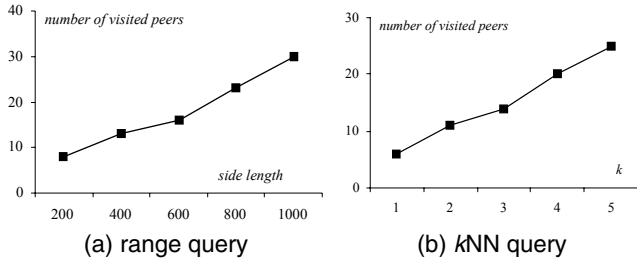 number of visited peers
40
30
20
10
0
side length
200 400 600 800 1000
(a) range query
number of visited peers
30
20
10
0
k
1 2 3 4 5
(b) kNN query